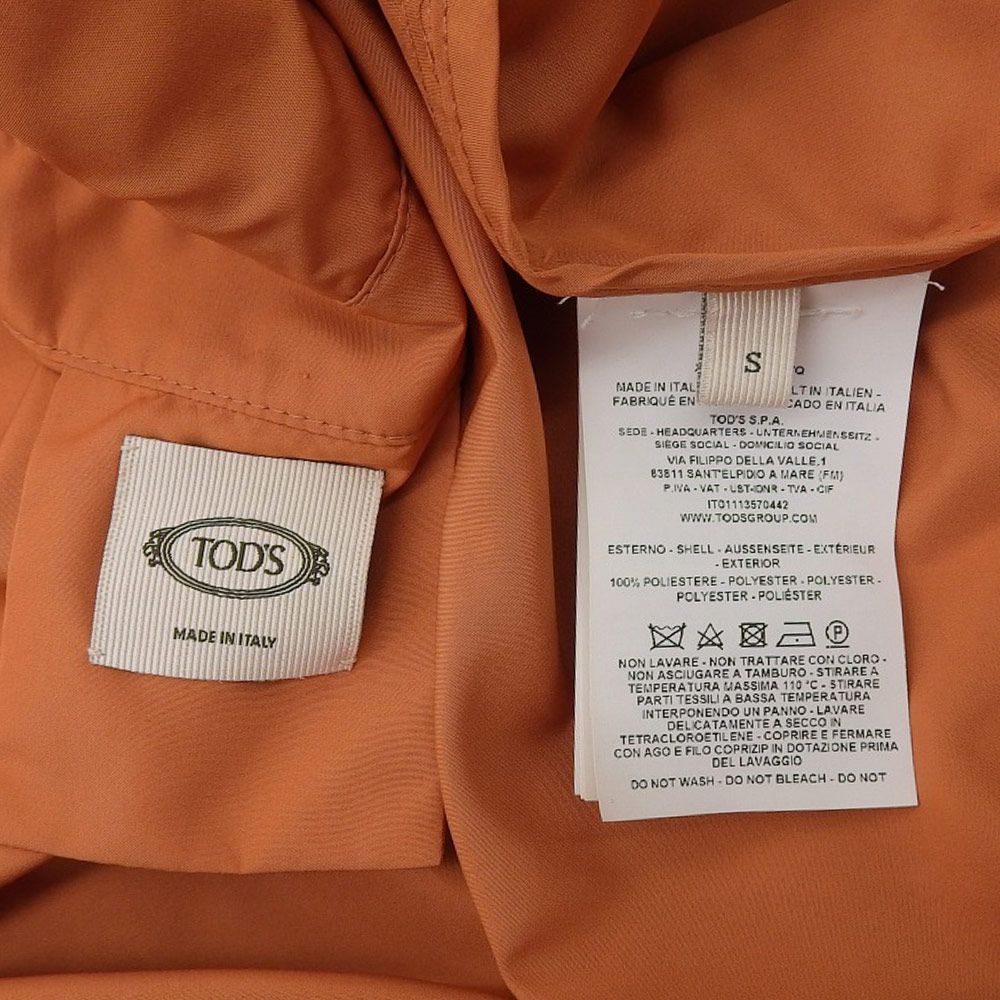 TOD'S
MADE IN ITALY
S
MADE IN ITAL LT IN ITALIEN -
FABRIQUÉ EN CADO EN ITALIA
TOD'S S.P.A.
SEDE - HEADQUARTERS - UNTERNEHMENSSITZ -
SIÈGE SOCIAL - DOMICILIO SOCIAL
VIA FILIPPO DELLA VALLE.1
63811 SANT'ELPIDIO A MARE (FM)
P.IVA - VAT - UST-IDNR - TVA - CIF
IT01113570442
WWW.TODSGROUP.COM
ESTERNO - SHELL - AUSSENSEITE - EXTÉRIEUR
- EXTERIOR
100% POLIESTERE - POLYESTER - POLYESTER -
POLYESTER - POLIÉSTER
P
NON LAVARE - NON TRATTARE CON CLORO -
NON ASCIUGARE A TAMBURO - STIRARE A
TEMPERATURA MASSIMA 110 °C - STIRARE
PARTI TESSILI A BASSA TEMPERATURA
INTERPONENDO UN PANNO - LAVARE
DELICATAMENTE A SECCO IN
TETRACLOROETILENE - COPRIRE E FERMARE
CON AGO E FILO COPRIZIP IN DOTAZIONE PRIMA
DEL LAVAGGIO
DO NOT WASH - DO NOT BLEACH - DO NOT